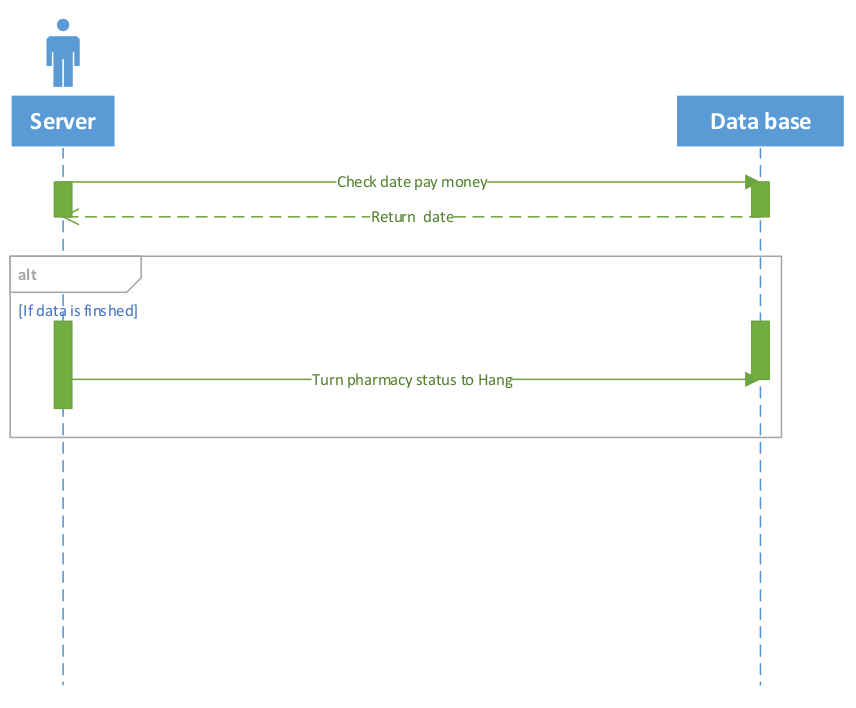 Server
Data base
Check date pay money
Return date
alt
[If data is finshed]
Turn pharmacy status to Hang